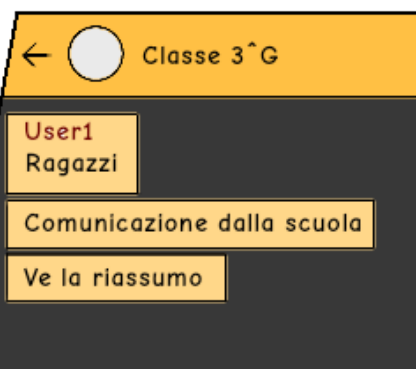 Classe 3^G
User1
Ragazzi
Comunicazione dalla scuola
Ve la riassumo